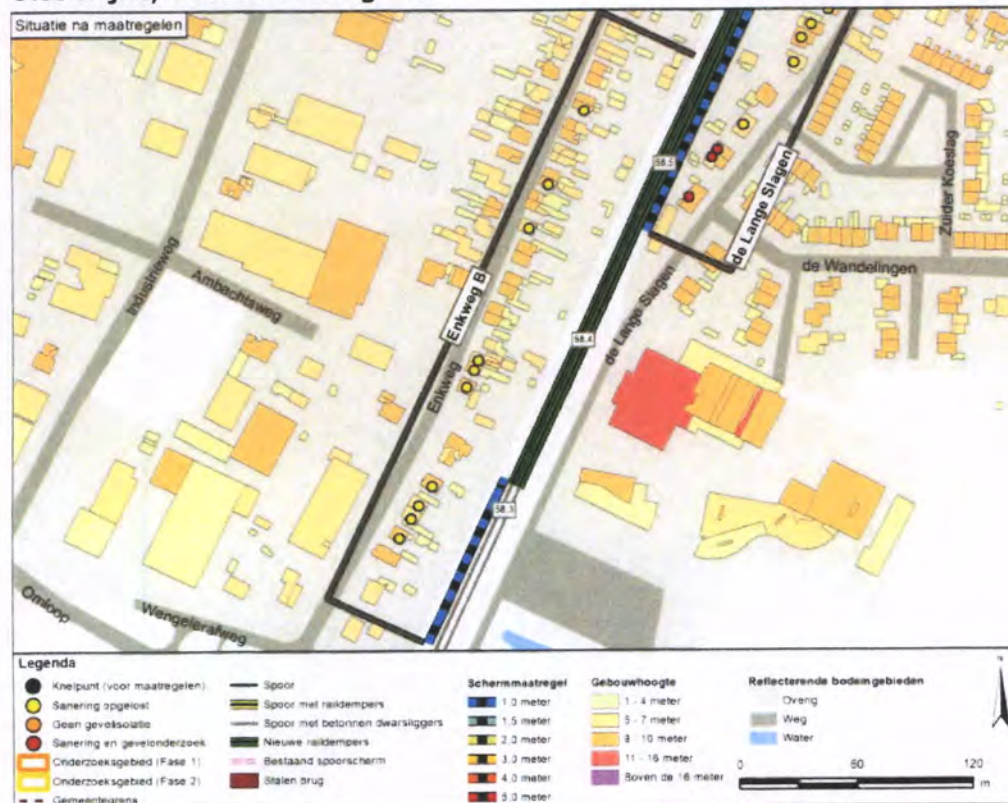 Situatie na maatregelen
58.5
Industrieweg
Ambachtsweg
Enkweg B
Enkweg
de Lange Slagen
de Lange Slagen
Zuider Koeslag
de Wandelingen
58.4
58.3
Omloop
Wengelerafweg
Legenda
Knelpunt (voor maatregelen)
Sanering opgelost
Geen gevelisolatie
Sanering en gevelonderzoek
Onderzoeksgebied (Fase 1)
Onderzoeksgebied (Fase 2)
Gemeentegrens
Spoor
Spoor met raildempers
Spoor met betonnen dwarsliggers
Nieuwe raildempers
Bestaand spoorscherm
Stalen brug
Schermmaatregel
1.0 meter
1.5 meter
2.0 meter
3.0 meter
4.0 meter
5.0 meter
Gebouwhoogte
1 - 4 meter
5 - 7 meter
8 - 10 meter
11 - 16 meter
Boven de 16 meter
Reflecterende bodemgebieden
Overig
Weg
Water
N
0 60 120
m